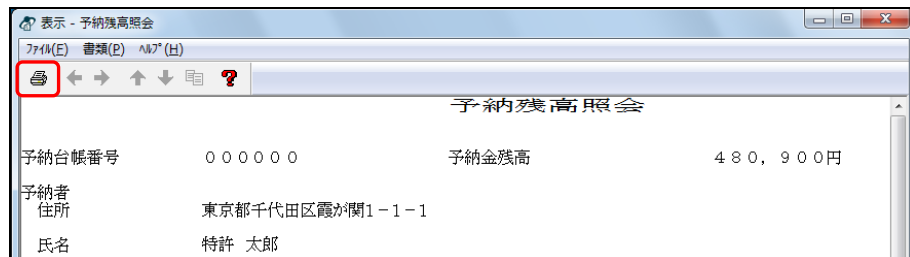 表示 - 予納残高照会
ﾌｧｲﾙ(F) 書類(P) ﾍﾙﾌﾟ(H)
予納残高照会
予納台帳番号 ００００００ 予納金残高 ４８０，９００円
予納者
住所 東京都千代田区霞が関１－１－１
氏名 特許 太郎